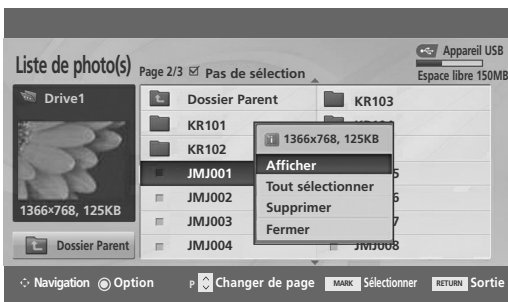 Appareil USB
Liste de photo(s) Page 2/3 Pas de sélection Espace libre 150MB
Drive1
1366×768, 125KB
Dossier Parent
Dossier Parent KR103
KR101
KR102
JMJ001
JMJ002
JMJ003
JMJ004 JMJ008
1366x768, 125KB
Afficher
Tout sélectionner
Supprimer
Fermer
Navigation Option P Changer de page MARK Sélectionner RETURN Sortie